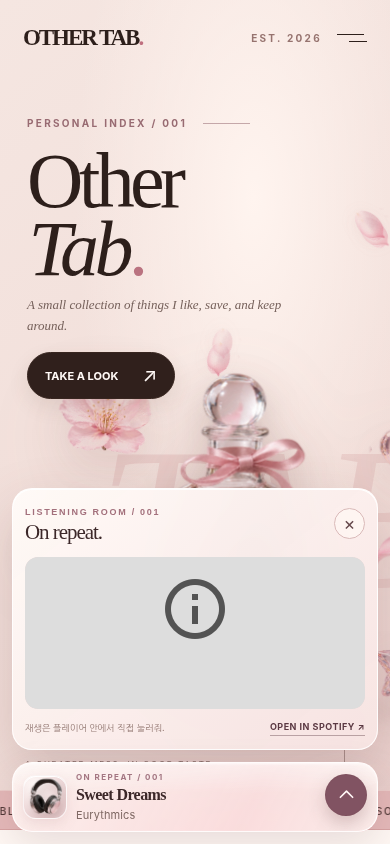 OTHER TAB.
EST. 2026
PERSONAL INDEX / 001
Other
Tab.
A small collection of things I like, save, and keep
around.
TAKE A LOOK
LISTENING ROOM / 001
On repeat.
재생은 플레이어 안에서 직접 눌러줘.
OPEN IN SPOTIFY ↗
ON REPEAT / 001
Sweet Dreams
Eurythmics